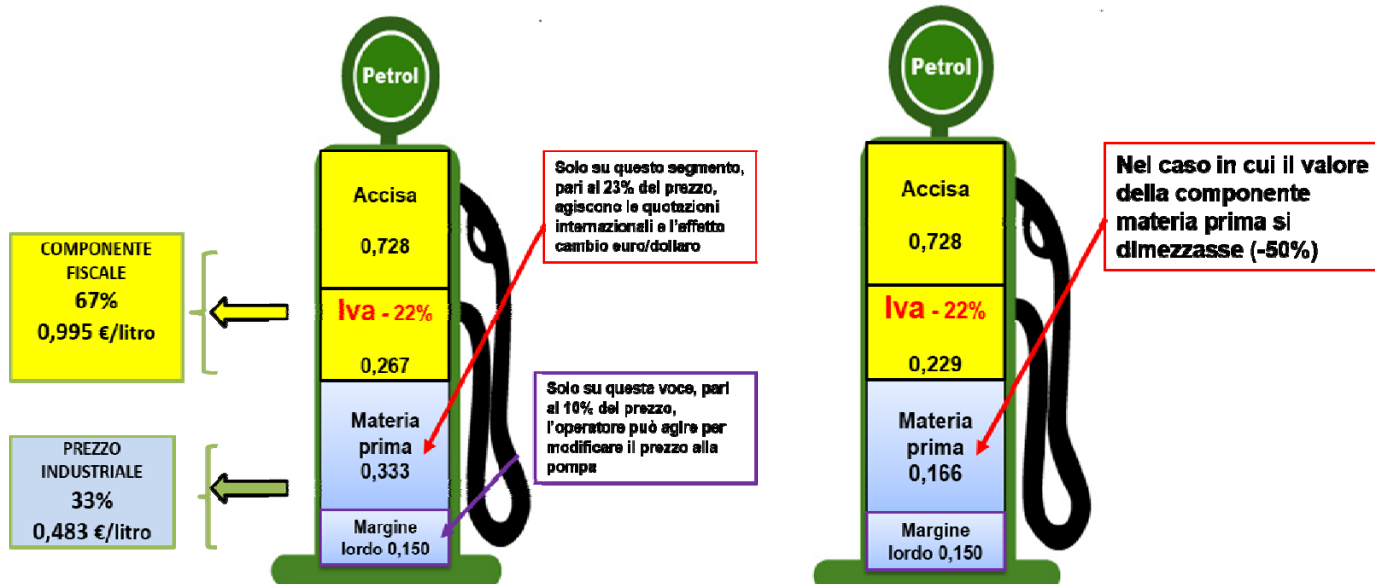 Petrol
Accisa
0,728
Iva - 22%
0,267
Materia
prima
0,333
Margine
lordo 0,150
COMPONENTE
FISCALE
67%
0,995 €/litro
PREZZO
INDUSTRIALE
33%
0,483 €/litro
Solo su questo segmento,
pari al 23% del prezzo,
agiscono le quotazioni
internazionali e l'effetto
cambio euro/dollaro
Solo su questa voce, pari
al 10% del prezzo,
l'operatore può agire per
modificare il prezzo alla
pompa
Petrol
Accisa
0,728
Iva - 22%
0,229
Materia
prima
0,166
Margine
lordo 0,150
Nel caso in cui il valore
della componente
materia prima si
dimezzasse (-50%)